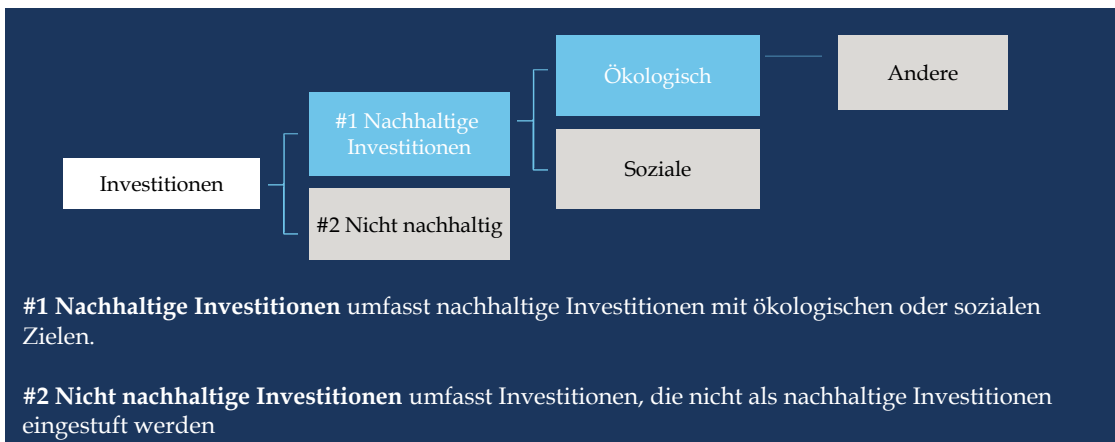 Investitionen
#1 Nachhaltige
Investitionen
#2 Nicht nachhaltig
Ökologisch
Soziale
Andere
#1 Nachhaltige Investitionen umfasst nachhaltige Investitionen mit ökologischen oder sozialen
Zielen.
#2 Nicht nachhaltige Investitionen umfasst Investitionen, die nicht als nachhaltige Investitionen
eingestuft werden